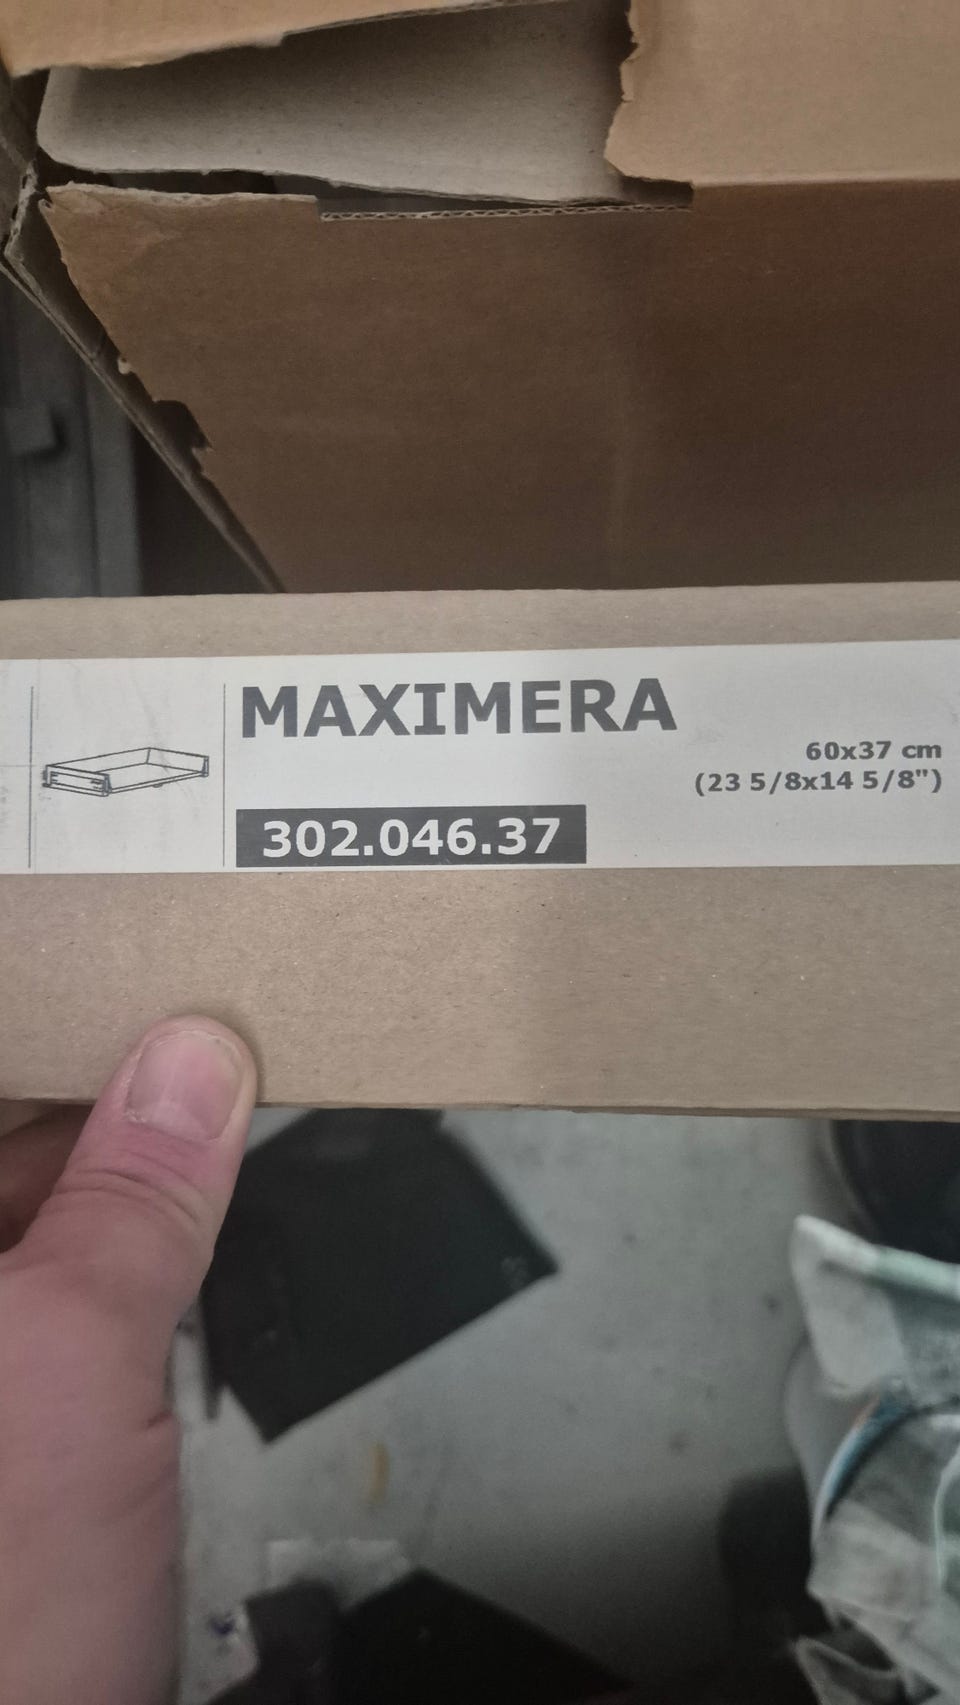 MAXIMERA
60x37 cm
(23 5/8x14 5/8")
302.046.37